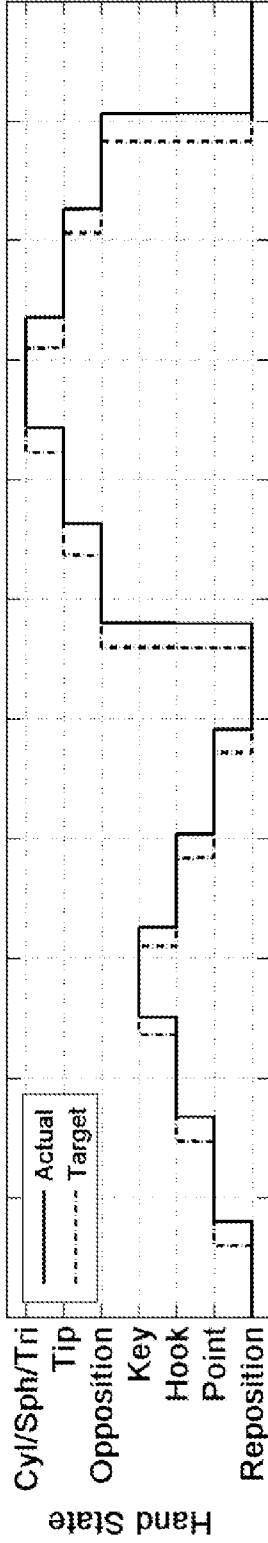 Hand State
Cyl/Sph/Tri
Tip
Opposition
Key
Hook
Point
Reposition
Actual
Target